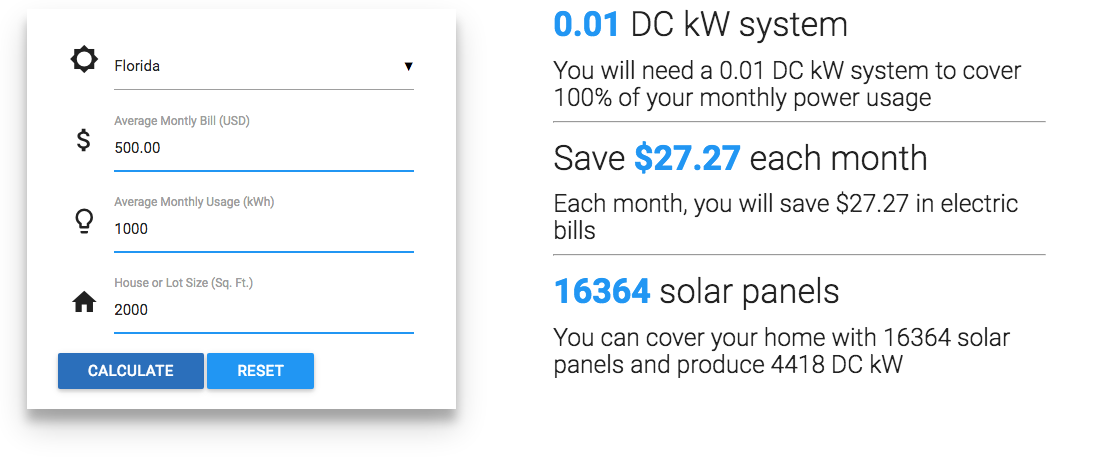 Florida
Average Montly Bill (USD)
$ 500.00
Average Monthly Usage (kWh)
1000
House or Lot Size (Sq. Ft.)
2000
CALCULATE RESET
0.01 DC kW system
You will need a 0.01 DC kW system to cover
100% of your monthly power usage
Save $27.27 each month
Each month, you will save $27.27 in electric
bills
16364 solar panels
You can cover your home with 16364 solar
panels and produce 4418 DC kW